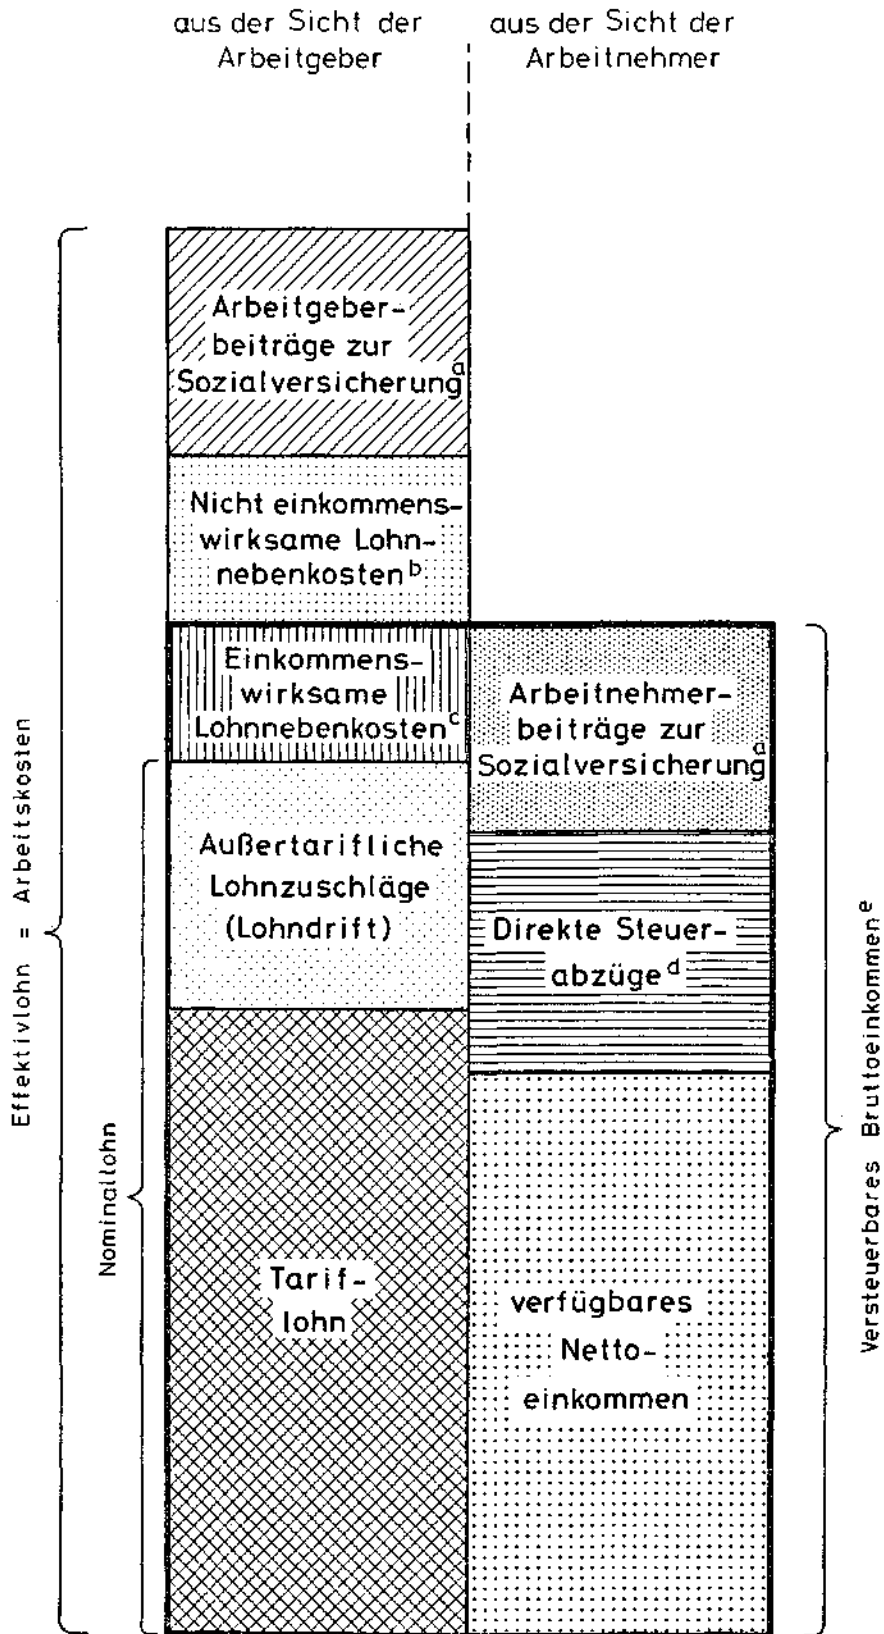 aus der Sicht der
Arbeitgeber
aus der Sicht der
Arbeitnehmer
Arbeitgeber-
beiträge zur
Sozialversicherung a
Nicht einkommens-
wirksame Lohn-
nebenkosten b
Einkommens-
wirksame
Lohnnebenkosten c
Außertarifliche
Lohnzuschläge
(Lohndrift)
Tarif-
lohn
Arbeitnehmer-
beiträge zur
Sozialversicherung a
Direkte Steuer-
abzüge d
verfügbares
Netto-
einkommen
Effektivlohn = Arbeitskosten
Nominallohn
Versteuerbares Bruttoeinkommen e